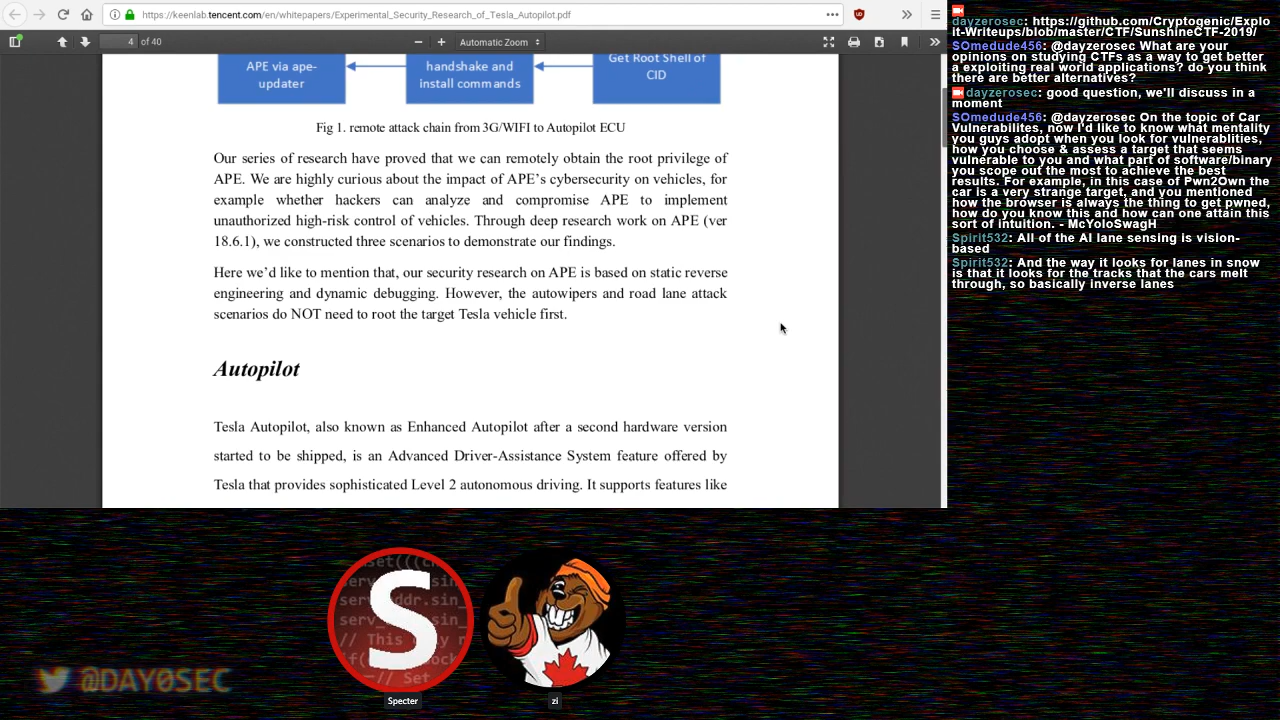 https://keenlab.tencent.com/en/whitepapers/Experimental_Security_Research_of_Tesla_Autopilot.pdf
4 of 40
Automatic Zoom
APE via ape-
updater
handshake and
install commands
Get Root Shell of
CID
Fig 1. remote attack chain from 3G/WIFI to Autopilot ECU
Our series of research have proved that we can remotely obtain the root privilege of
APE. We are highly curious about the impact of APE's cybersecurity on vehicles, for
example whether hackers can analyze and compromise APE to implement
unauthorized high-risk control of vehicles. Through deep research work on APE (ver
18.6.1), we constructed three scenarios to demonstrate our findings.
Here we'd like to mention that, our security research on APE is based on static reverse
engineering and dynamic debugging. However, the autowipers and road lane attack
scenarios do NOT need to root the target Tesla vehicle first.
Autopilot
Tesla Autopilot, also known as Enhanced Autopilot after a second hardware version
started to be shipped, is an Advanced Driver-Assistance System feature offered by
Tesla that provides sophisticated Level 2 autonomous driving. It supports features like
dayzerosec: https://github.com/Cryptogenic/Explo
it-Writeups/blob/master/CTF/SunshineCTF-2019/
SOmedude456: @dayzerosec What are your
opinions on studying CTFs as a way to get better
a exploiting real world applications? do you think
there are better alternatives?
dayzerosec: good question, we'll discuss in a
moment
SOmedude456: @dayzerosec On the topic of Car
Vulnerabilites, now I'd like to know what mentality
you guys adopt when you look for vulnerablities,
how you choose & assess a target that seems
vulnerable to you and what part of software/binary
you scope out the most to achieve the best
results. For example, in this case of Pwn2Own the
car is a very strange target, and you mentioned
how the browser is always the thing to get pwned,
how do you know this and how can one attain this
sort of intuition. - McYoloSwagH
Spirit532: All of the AI lane sensing is vision-
based
Spirit532: And the way it looks for lanes in snow
is that it looks for the tracks that the cars melt
through, so basically inverse lanes
S
@DAY0SEC
Specter
zi